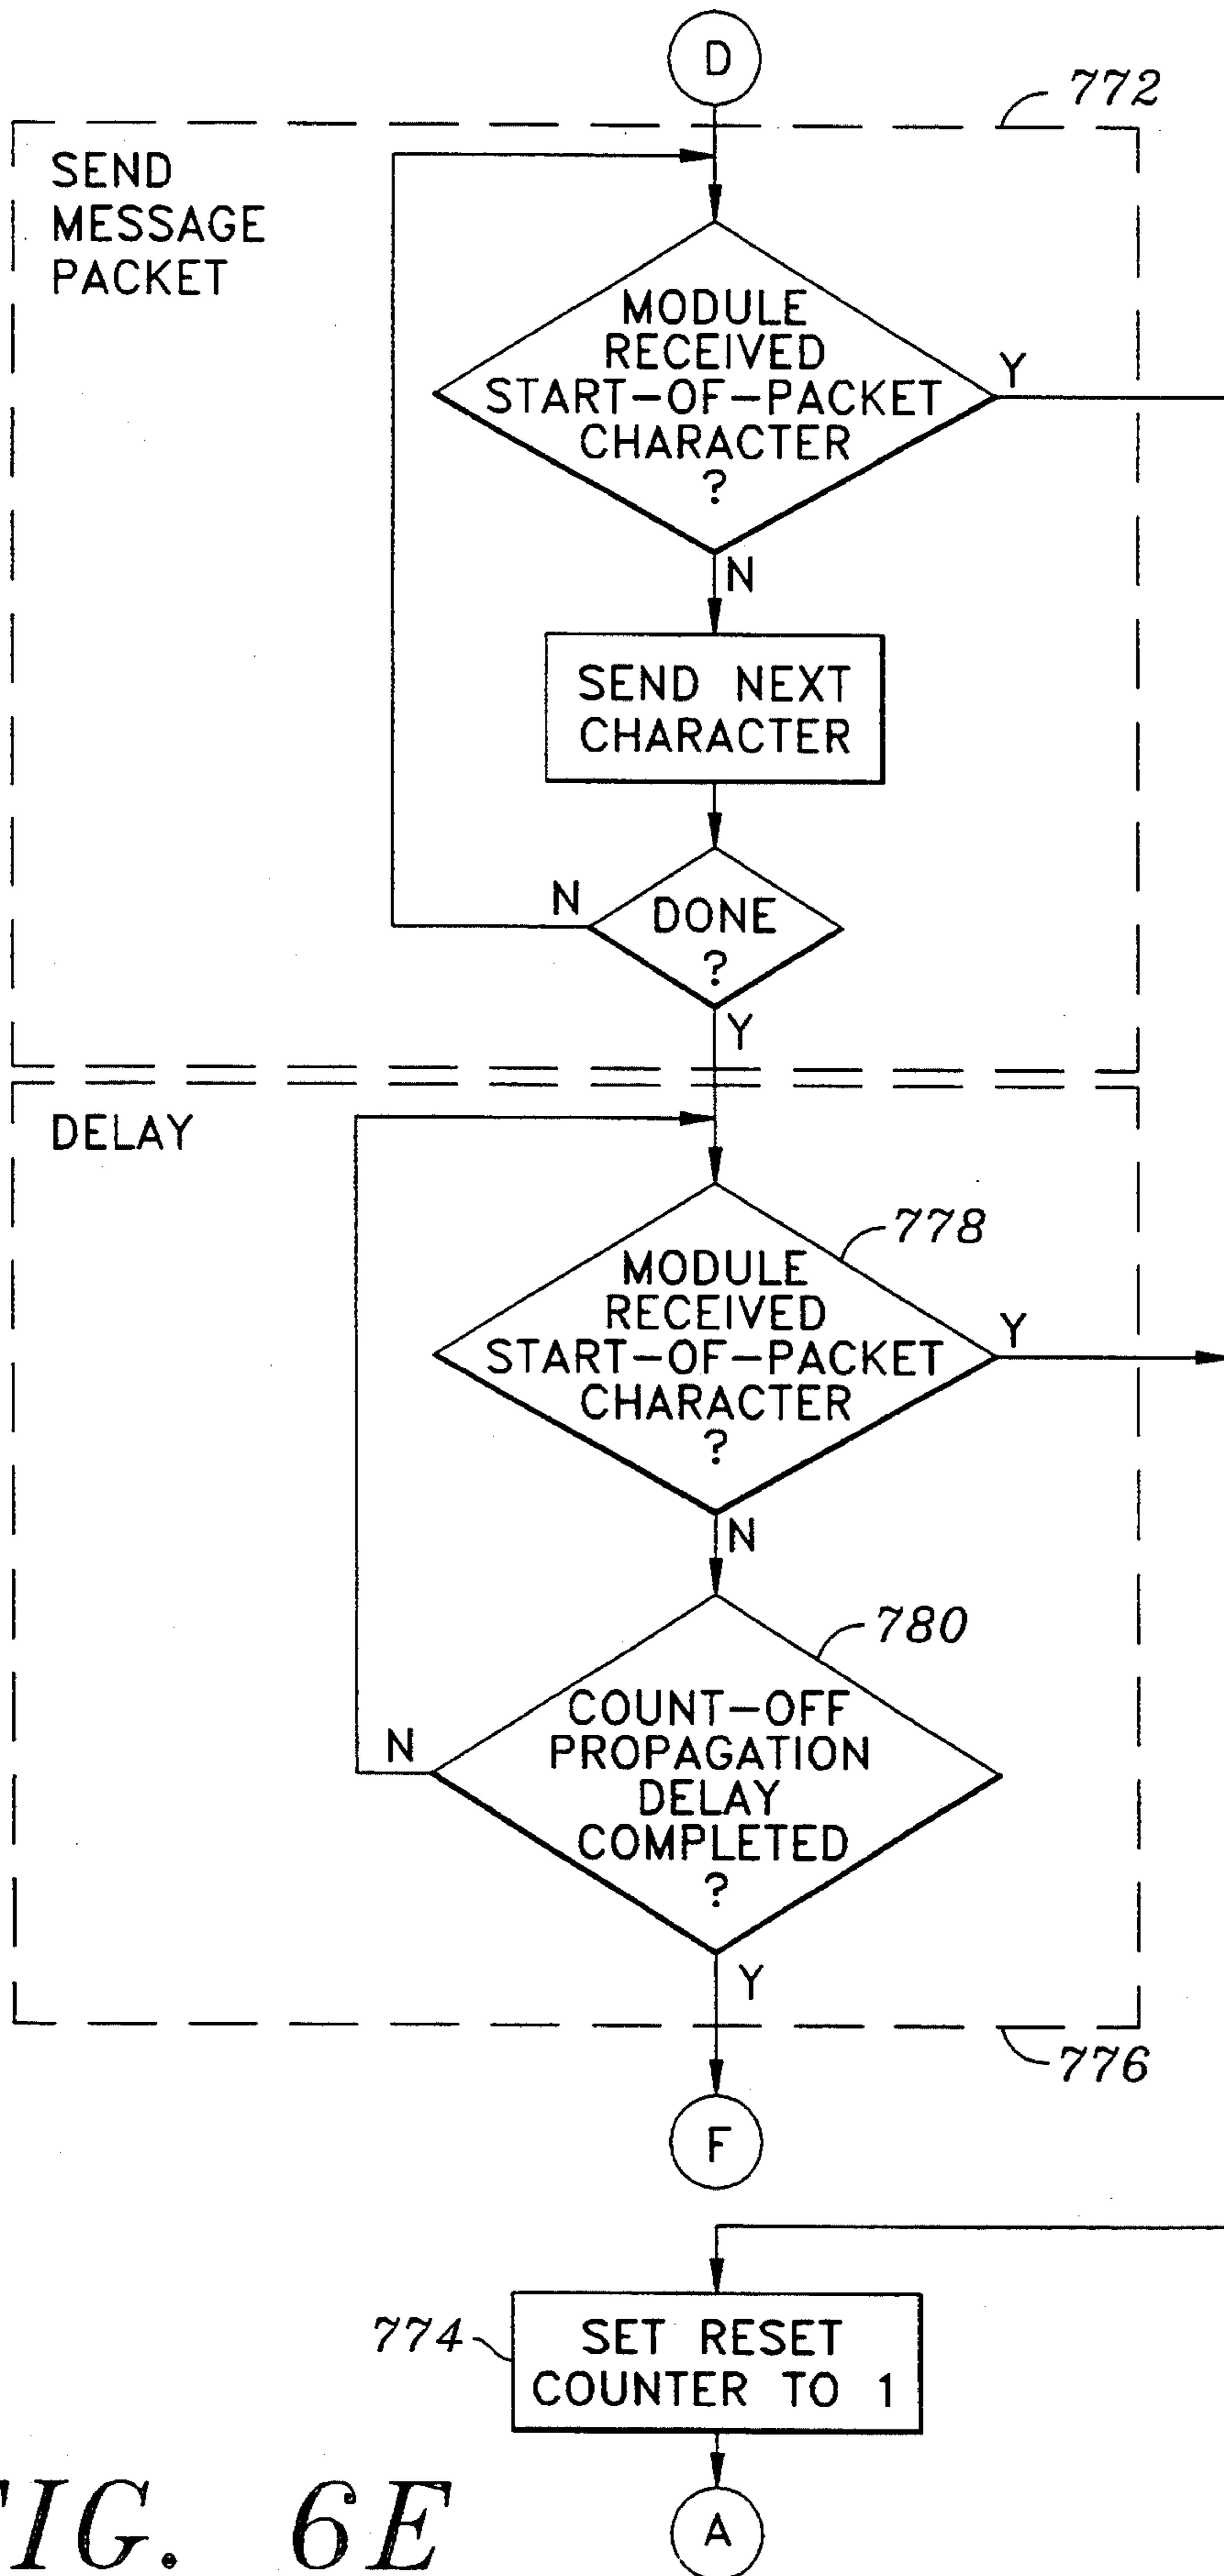 D
772
SEND
MESSAGE
PACKET
MODULE
RECEIVED
START-OF-PACKET
CHARACTER
?
Y
N
SEND NEXT
CHARACTER
N
DONE
?
Y
DELAY
778
MODULE
RECEIVED
START-OF-PACKET
CHARACTER
?
Y
N
780
COUNT-OFF
PROPAGATION
DELAY
COMPLETED
?
N
Y
776
F
774
SET RESET
COUNTER TO 1
A
FIG. 6E